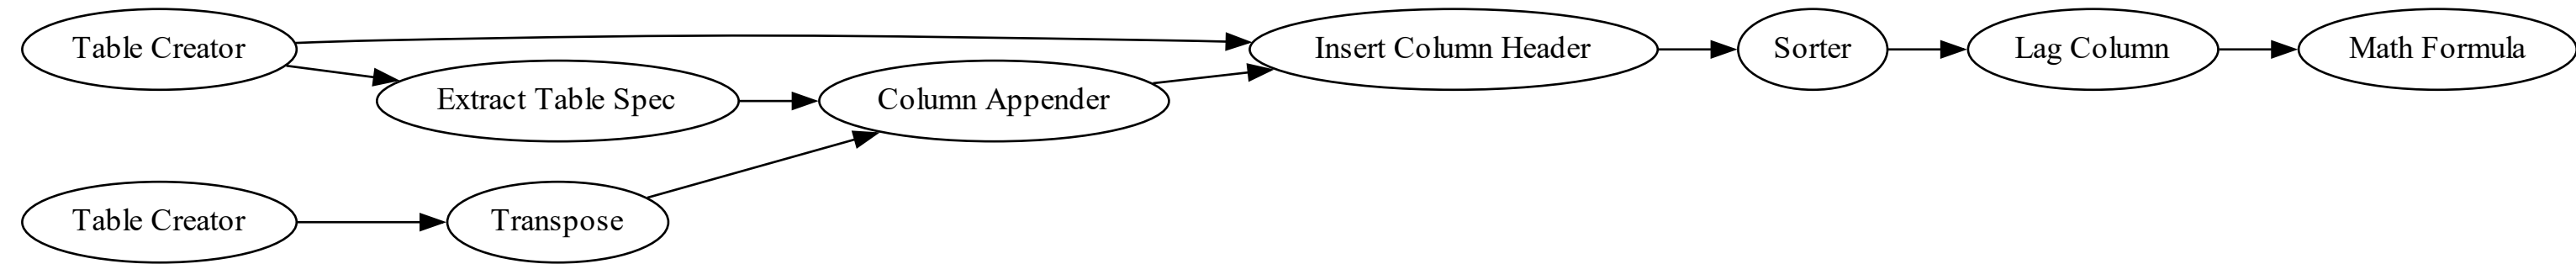 Table Creator
Extract Table Spec
Column Appender
Insert Column Header
Sorter
Lag Column
Math Formula
Table Creator
Transpose